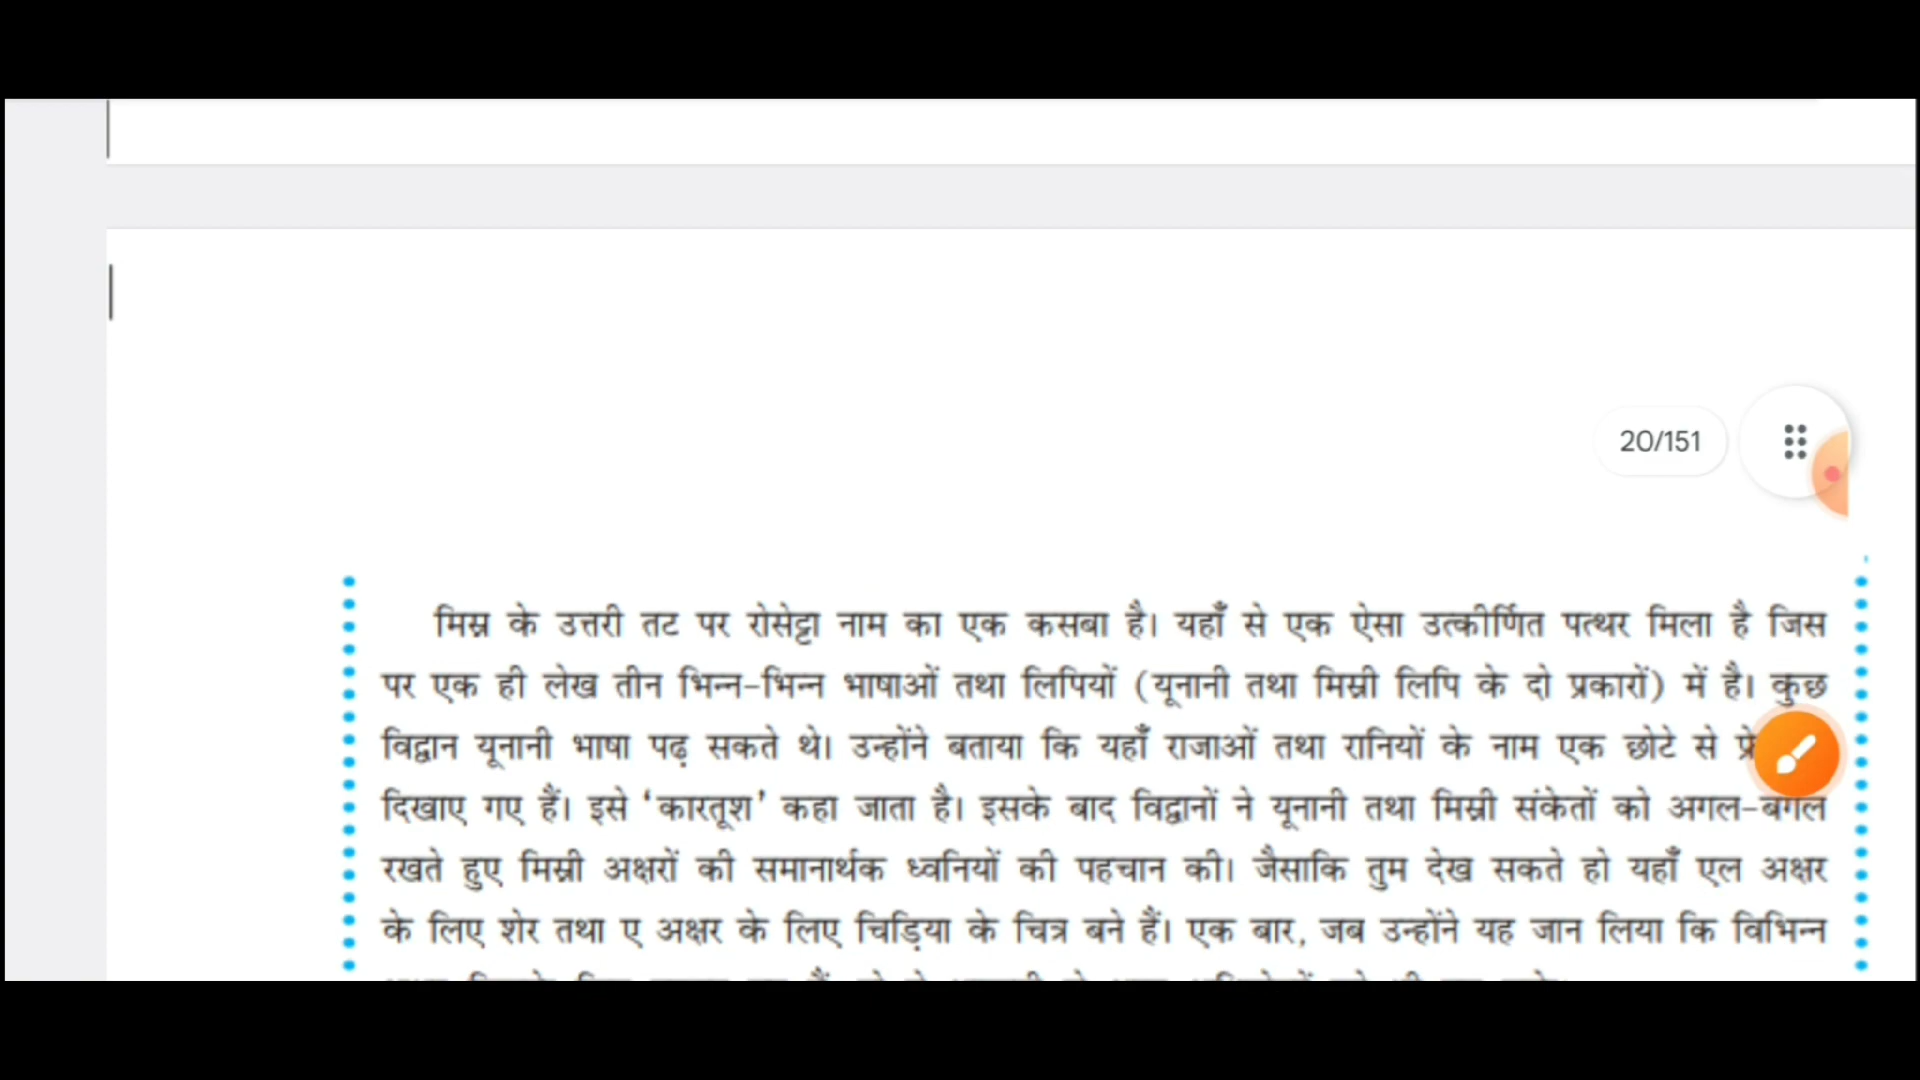 20/151
मिस्र के उत्तरी तट पर रोसेट्टा नाम का एक कसबा है। यहाँ से एक ऐसा उत्कीर्णित पत्थर मिला है जिस
पर एक ही लेख तीन भिन्न-भिन्न भाषाओं तथा लिपियों (यूनानी तथा मिस्री लिपि के दो प्रकारों) में है। कुछ
विद्वान यूनानी भाषा पढ़ सकते थे। उन्होंने बताया कि यहाँ राजाओं तथा रानियों के नाम एक छोटे से
दिखाए गए हैं। इसे ‘कारतूश’ कहा जाता है। इसके बाद विद्वानों ने यूनानी तथा मिस्री संकेतों को अगल-बगल
रखते हुए मिस्री अक्षरों की समानार्थक ध्वनियों की पहचान की। जैसाकि तुम देख सकते हो यहाँ एल अक्षर
के लिए शेर तथा ए अक्षर के लिए चिड़िया के चित्र बने हैं। एक बार, जब उन्होंने यह जान लिया कि विभिन्न